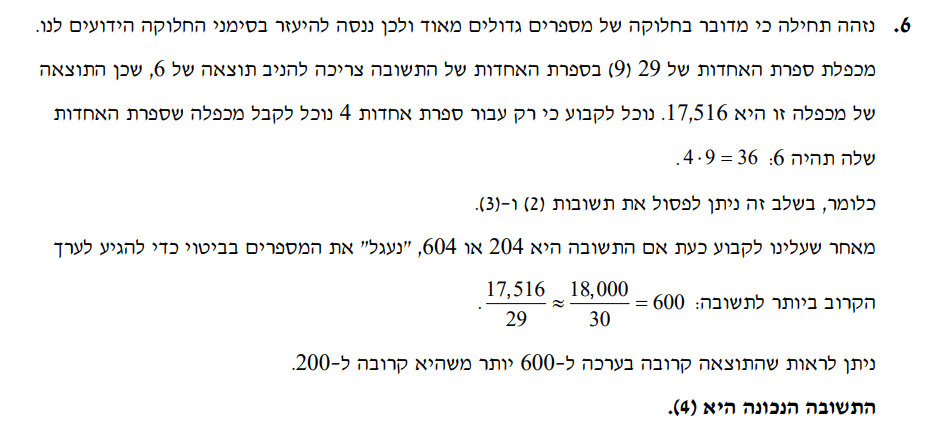 6. נזהה תחילה כי מדובר בחלוקה של מספרים גדולים מאוד ולכן ננסה להיעזר בסימני החלוקה הידועים לנו.
מכפלת ספרת האחדות של 29 (9) בספרת האחדות של התשובה צריכה להניב תוצאה של 6, שכן התוצאה
של מכפלה זו היא 17,516. נוכל לקבוע כי רק עבור ספרת אחדות 4 נוכל לקבל מכפלה שספרת האחדות
שלה תהיה 6: 4·9 = 36.
כלומר, בשלב זה ניתן לפסול את תשובות (2) ו-(3).
מאחר שעלינו לקבוע כעת אם התשובה היא 204 או 604, "נעגל" את המספרים בביטוי כדי להגיע לערך
הקרוב ביותר לתשובה: 17,516/29 ≈ 18,000/30 = 600.
ניתן לראות שהתוצאה קרובה בערכה ל-600 יותר משהיא קרובה ל-200.
התשובה הנכונה היא (4).